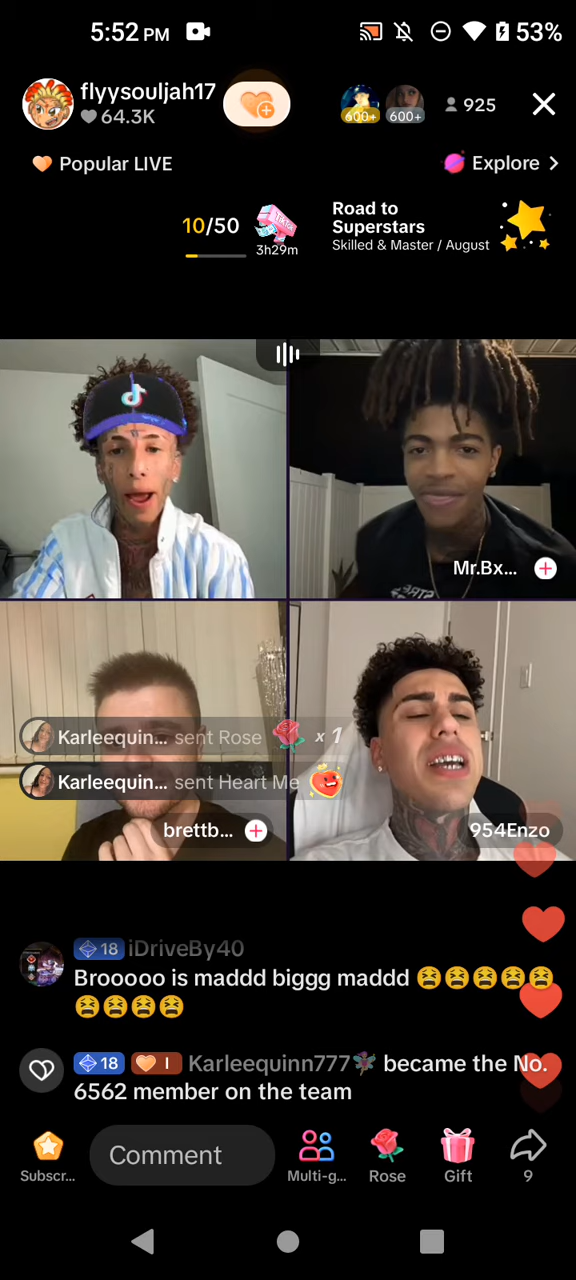 5:52 PM
53%
flyysouljah17
64.3K
600+
600+
925
Popular LIVE
Explore >
10/50
TikTok
3h29m
Road to
Superstars
Skilled & Master / August
Mr.Bx...
Karleequin... sent Rose x 1
Karleequin... sent Heart Me
brettb...
954Enzo
18 iDriveBy40
Brooooo is maddd biggg maddd 😫😫😫😫😫
😫😫😫😫
18 I Karleequinn777🧚🏿‍♀️ became the No.
6562 member on the team
Subscr...
Comment
Multi-g...
Rose
Gift
9